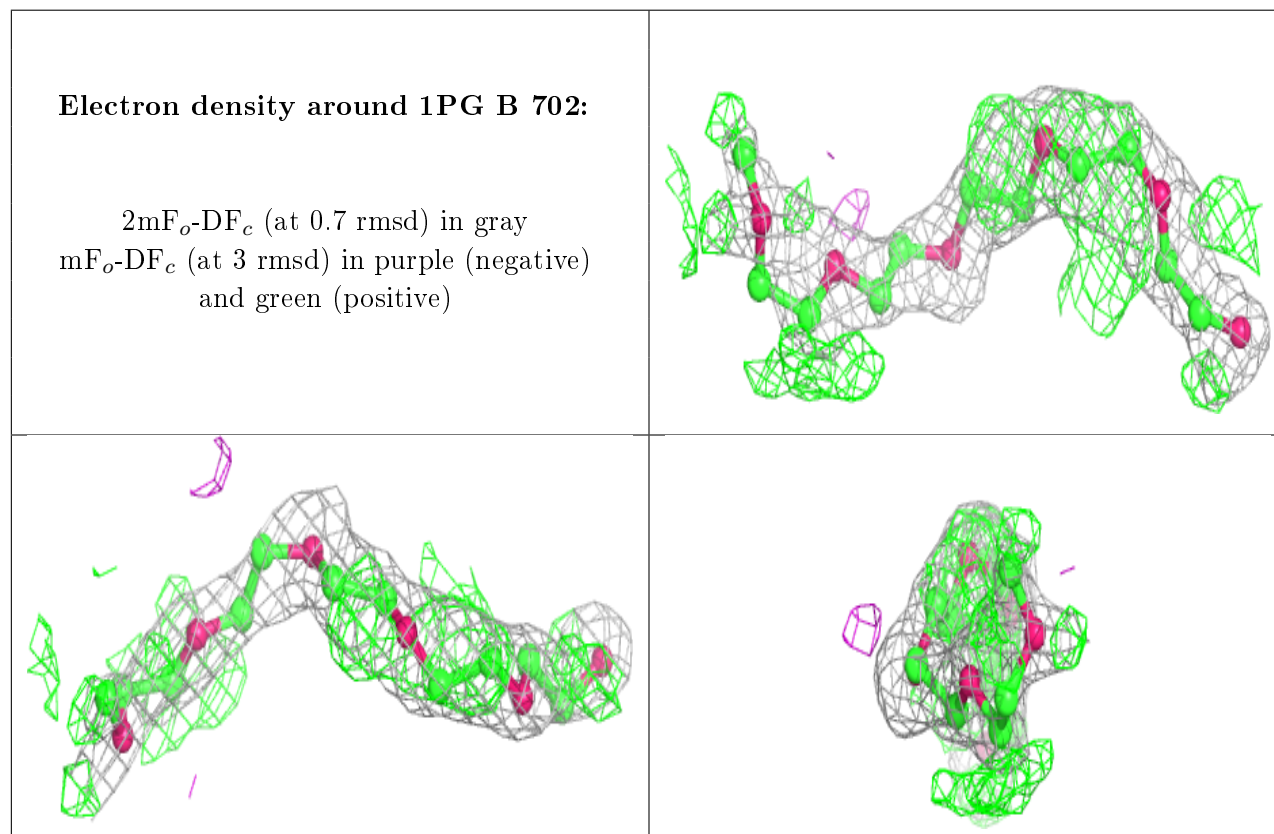 Electron density around 1PG B 702:
2mFₒ-DF𝒸 (at 0.7 rmsd) in gray
mFₒ-DF𝒸 (at 3 rmsd) in purple (negative)
and green (positive)